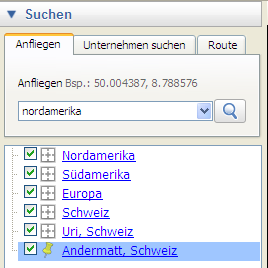 Suchen
Anfliegen Unternehmen suchen Route
Anfliegen Bsp.: 50.004387, 8.788576
nordamerika
Nordamerika
Südamerika
Europa
Schweiz
Uri, Schweiz
Andermatt, Schweiz